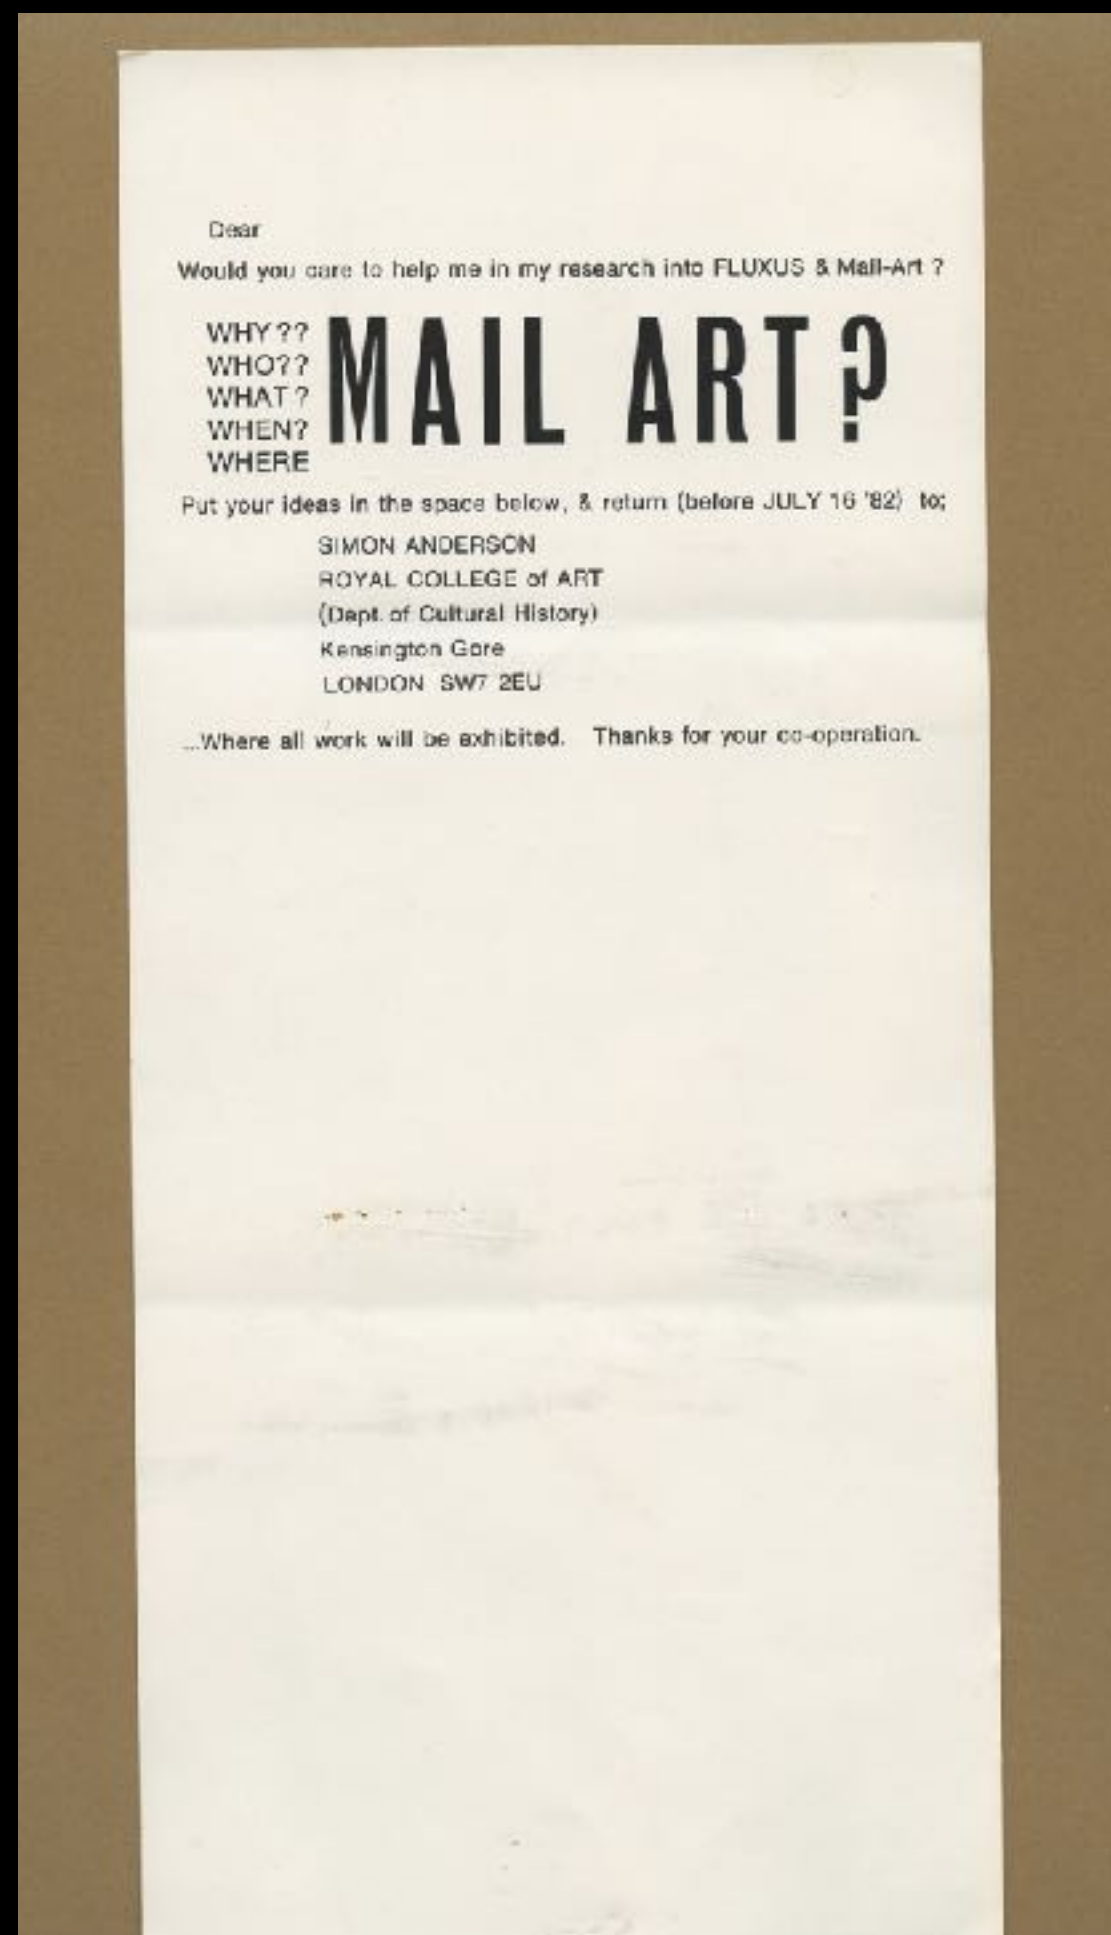 Dear
Would you care to help me in my research into FLUXUS & Mail-Art ?
WHY ??
WHO??
WHAT ?
WHEN?
WHERE
MAIL ART?
Put your ideas in the space below, & return (before JULY 16 '82) to;
SIMON ANDERSON
ROYAL COLLEGE of ART
(Dept. of Cultural History)
Kensington Gore
LONDON SW7 2EU
...Where all work will be exhibited. Thanks for your co-operation.